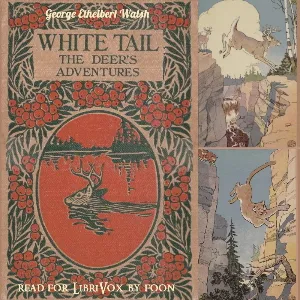 George Ethelbert Walsh
WHITE TAIL
THE DEER'S
ADVENTURES
READ FOR LIBRIVOX BY FOON